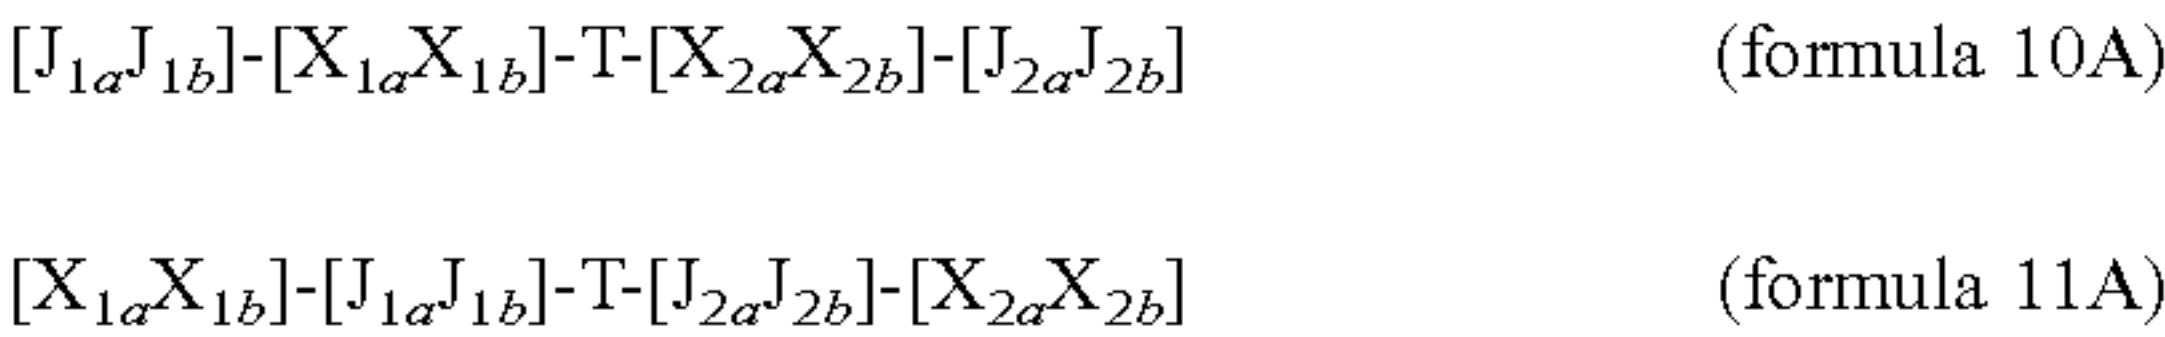 [J₁ₐJ₁b]-[X₁ₐX₁b]-T-[X₂ₐX₂b]-[J₂ₐJ₂b] (formula 10A)
[X₁ₐX₁b]-[J₁ₐJ₁b]-T-[J₂ₐJ₂b]-[X₂ₐX₂b] (formula 11A)